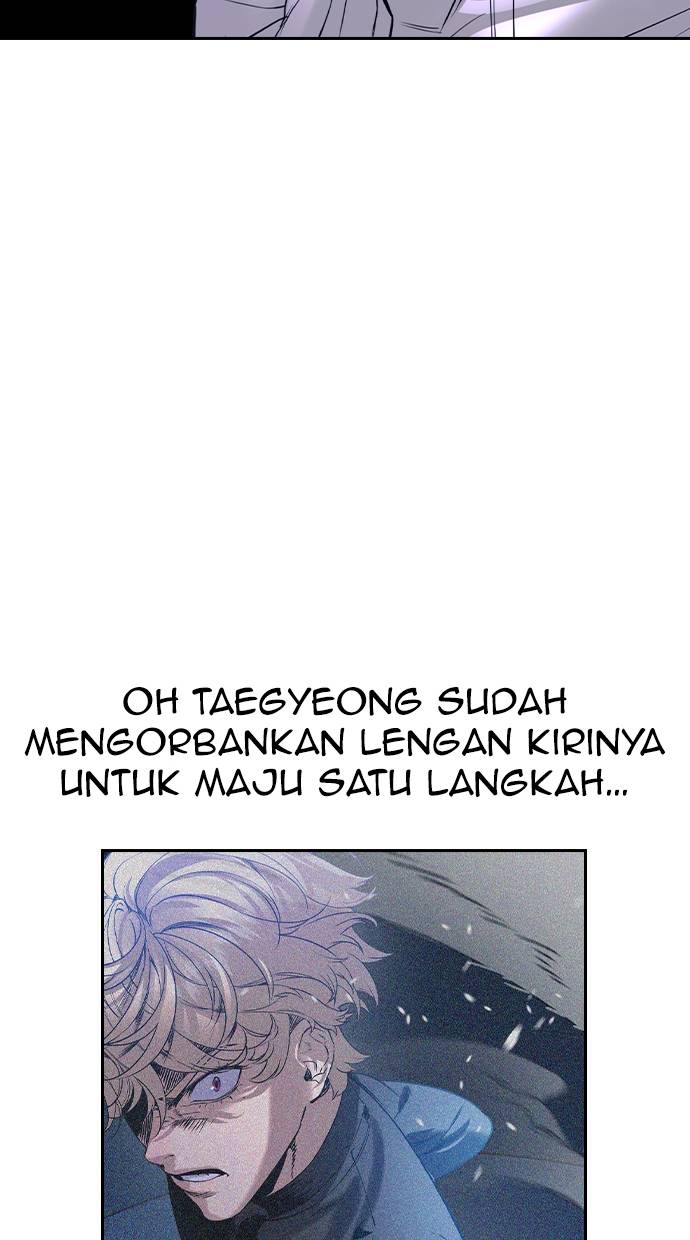 OH TAEGYEONG SUDAH
MENGORBANKAN LENGAN KIRINYA
UNTUK MAJU SATU LANGKAH...